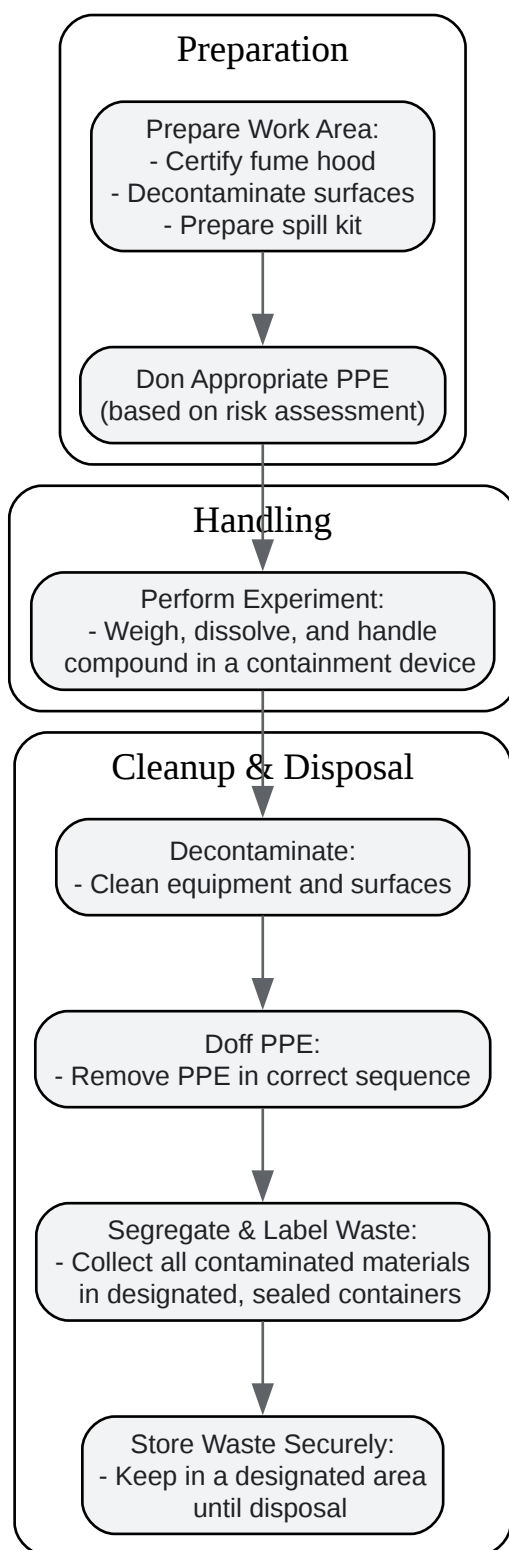 Preparation
Prepare Work Area:
- Certify fume hood
- Decontaminate surfaces
- Prepare spill kit
Don Appropriate PPE
(based on risk assessment)
Handling
Perform Experiment:
- Weigh, dissolve, and handle
compound in a containment device
Cleanup & Disposal
Decontaminate:
- Clean equipment and surfaces
Doff PPE:
- Remove PPE in correct sequence
Segregate & Label Waste:
- Collect all contaminated materials
in designated, sealed containers
Store Waste Securely:
- Keep in a designated area
until disposal